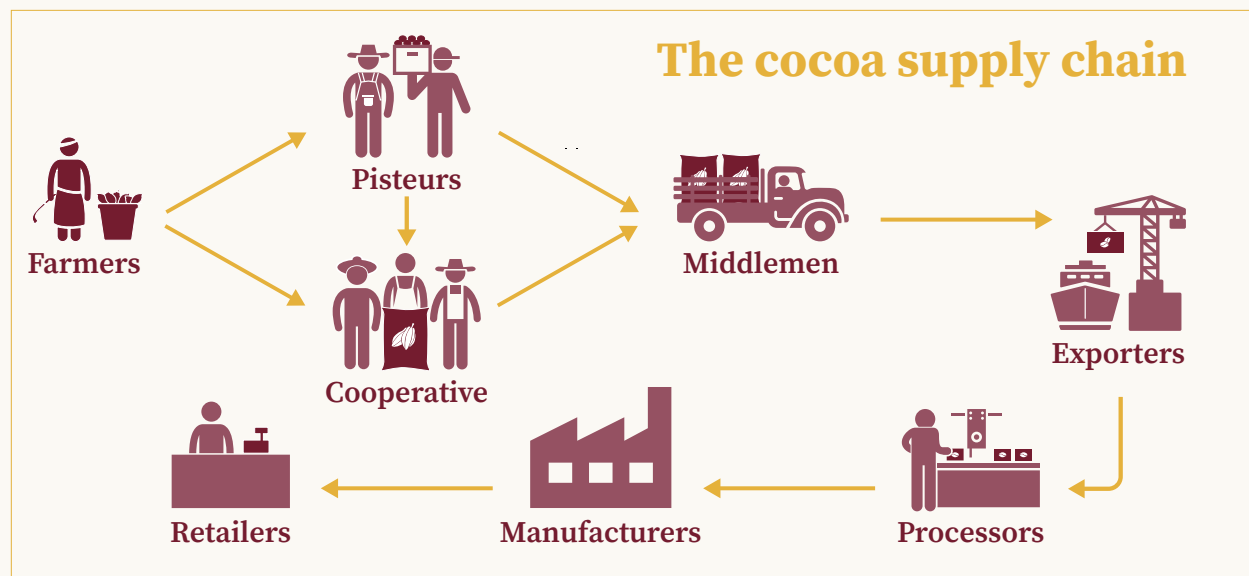 The cocoa supply chain
Pisteurs
Farmers
Middlemen
Cooperative
Exporters
Retailers
Manufacturers
Processors